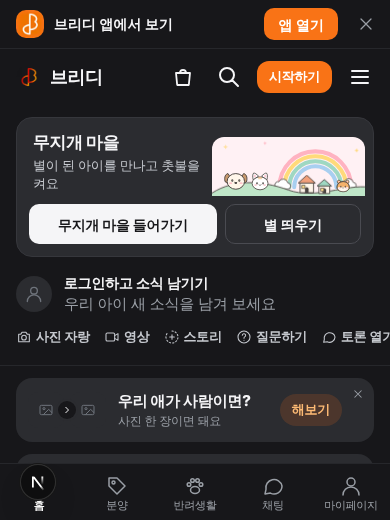 브리디 앱에서 보기
앱 열기
브리디
시작하기
무지개 마을
별이 된 아이를 만나고 촛불을
켜요
무지개 마을 들어가기
별 띄우기
로그인하고 소식 남기기
우리 아이 새 소식을 남겨 보세요
사진 자랑
영상
스토리
질문하기
토론 열기
우리 애가 사람이면?
사진 한 장이면 돼요
해보기
N
홈
분양
반려생활
채팅
마이페이지